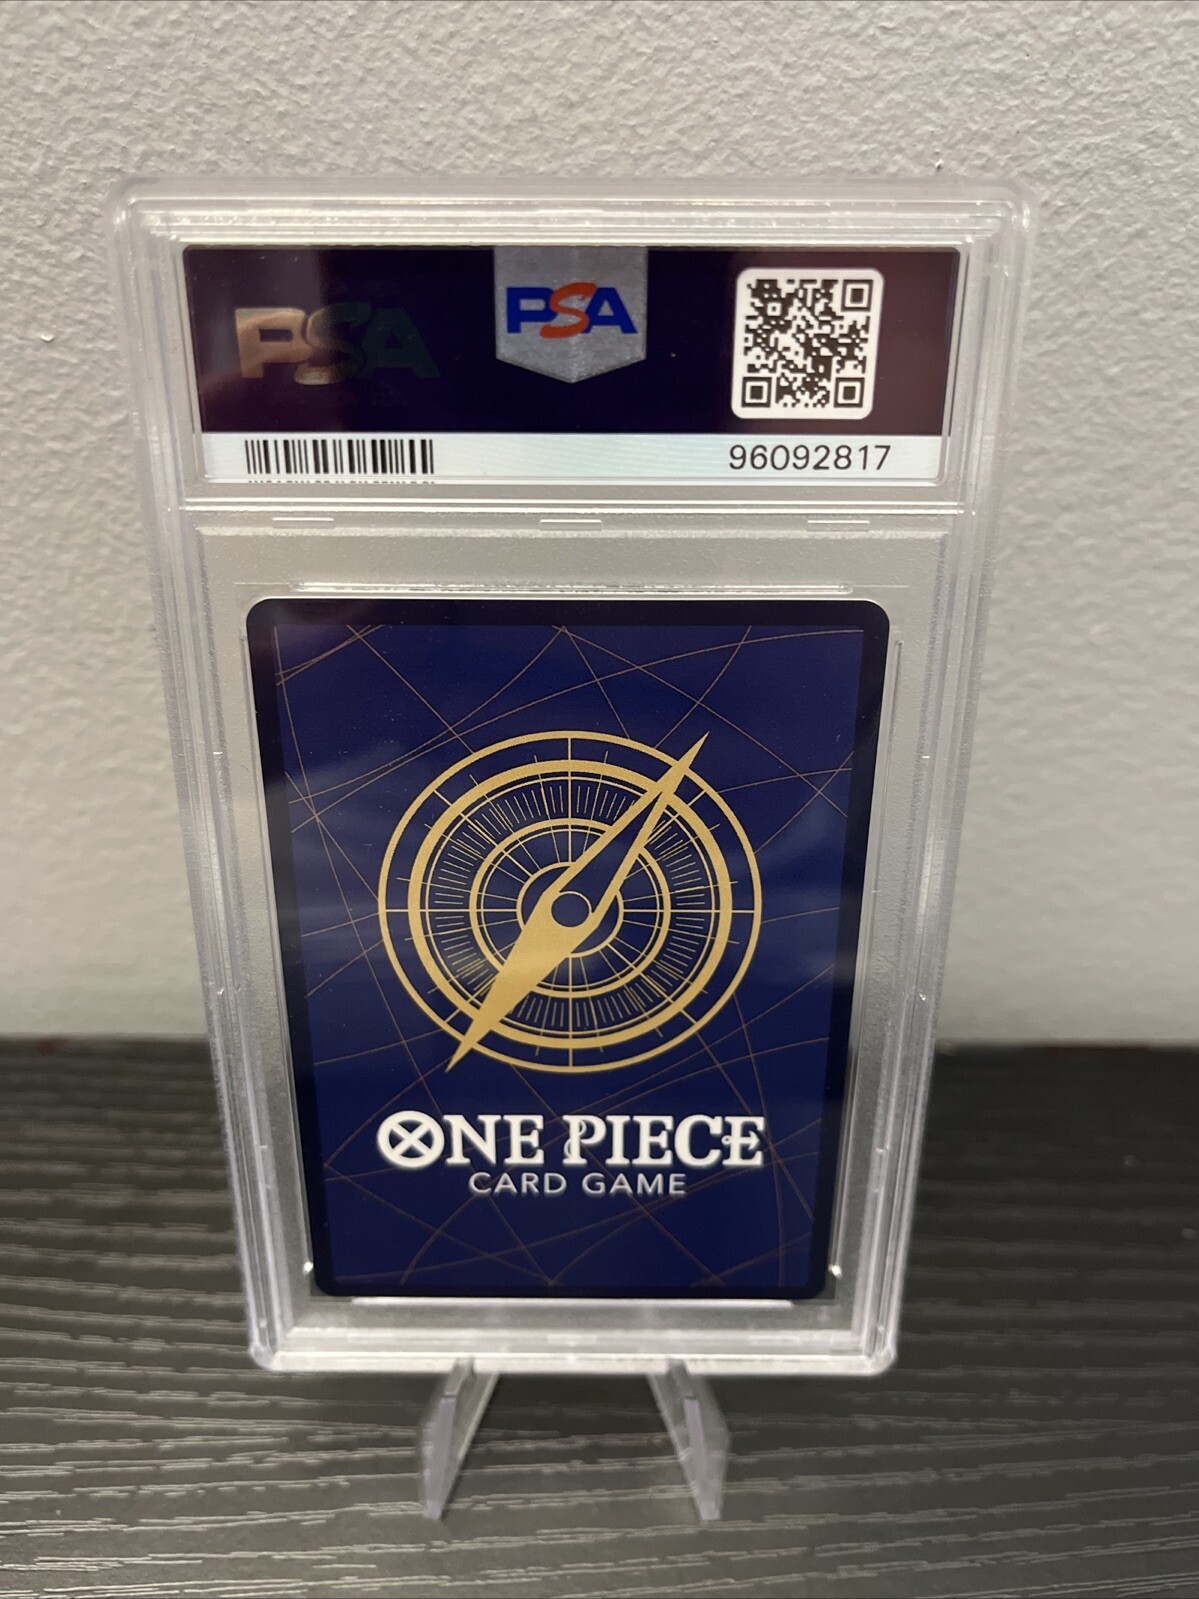 PSA
PSA
96092817
ONE PIECE
CARD GAME